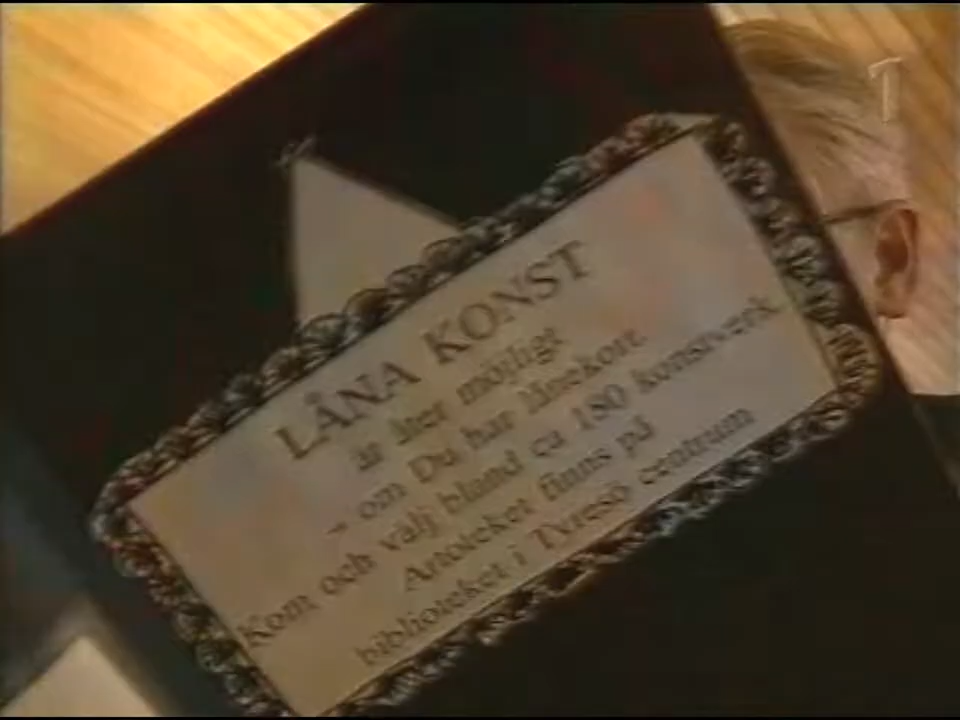 LÅNA KONST
är åter möjligt
– om Du har lånekort
Kom och välj bland ca 180 konstverk
Artoteket finns på
biblioteket i Tyresö centrum